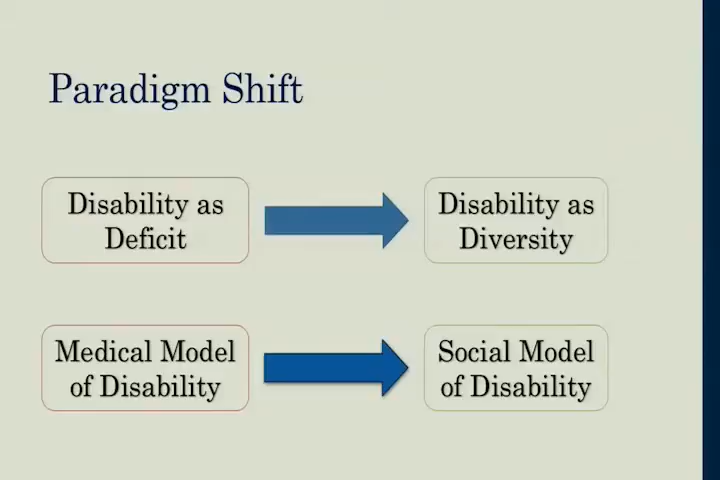 Paradigm Shift
Disability as
Deficit
Disability as
Diversity
Medical Model
of Disability
Social Model
of Disability